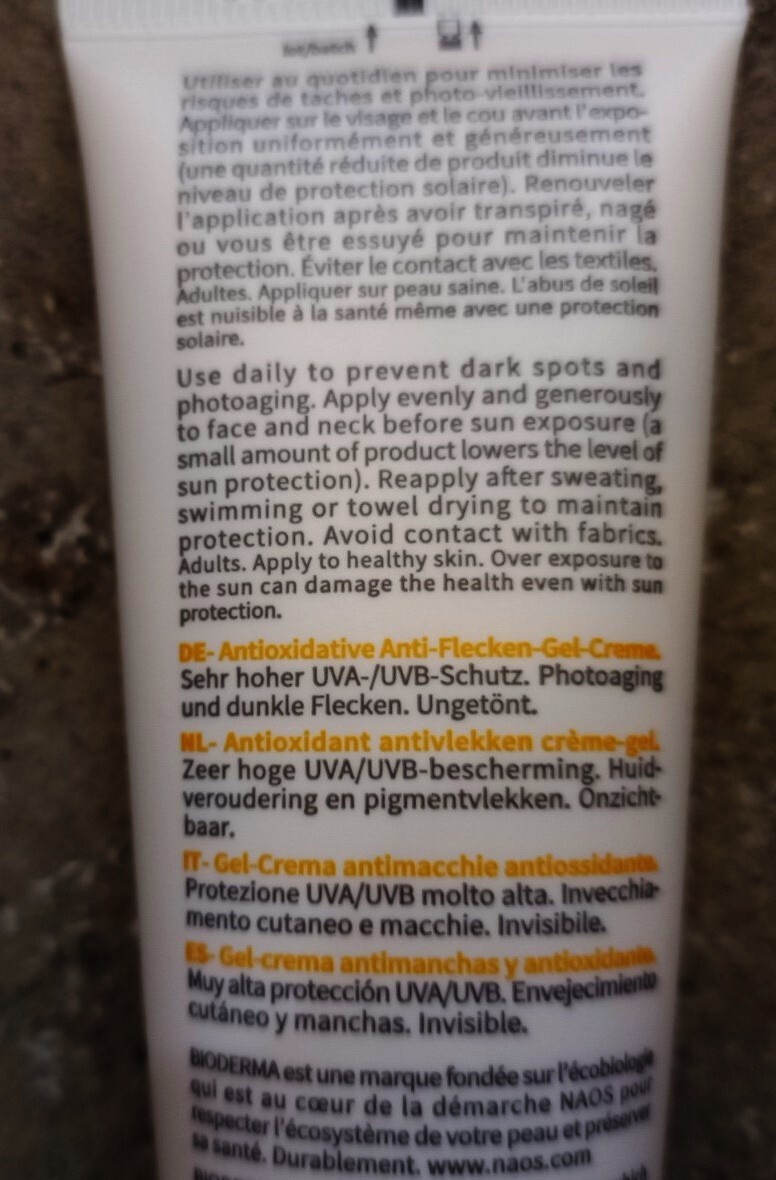 lot/batch
Utiliser au quotidien pour minimiser les
risques de taches et photo-vieillissement.
Appliquer sur le visage et le cou avant l'expo-
sition uniformément et généreusement
(une quantité réduite de produit diminue le
niveau de protection solaire). Renouveler
l'application après avoir transpiré, nagé
ou vous être essuyé pour maintenir la
protection. Éviter le contact avec les textiles.
Adultes. Appliquer sur peau saine. L'abus de soleil
est nuisible à la santé même avec une protection
solaire.
Use daily to prevent dark spots and
photoaging. Apply evenly and generously
to face and neck before sun exposure (a
small amount of product lowers the level of
sun protection). Reapply after sweating,
swimming or towel drying to maintain
protection. Avoid contact with fabrics.
Adults. Apply to healthy skin. Over exposure to
the sun can damage the health even with sun
protection.
DE- Antioxidative Anti-Flecken-Gel-Creme.
Sehr hoher UVA-/UVB-Schutz. Photoaging
und dunkle Flecken. Ungetönt.
NL- Antioxidant antivlekken crème-gel.
Zeer hoge UVA/UVB-bescherming. Huid-
veroudering en pigmentvlekken. Onzicht-
baar.
IT- Gel-Crema antimacchie antiossidante.
Protezione UVA/UVB molto alta. Invecchia-
mento cutaneo e macchie. Invisibile.
ES- Gel-crema antimanchas y antioxidante.
Muy alta protección UVA/UVB. Envejecimiento
cutáneo y manchas. Invisible.
BIODERMA est une marque fondée sur l'écobiologie
qui est au cœur de la démarche NAOS pour
respecter l'écosystème de votre peau et préserver
sa santé. Durablement. www.naos.com